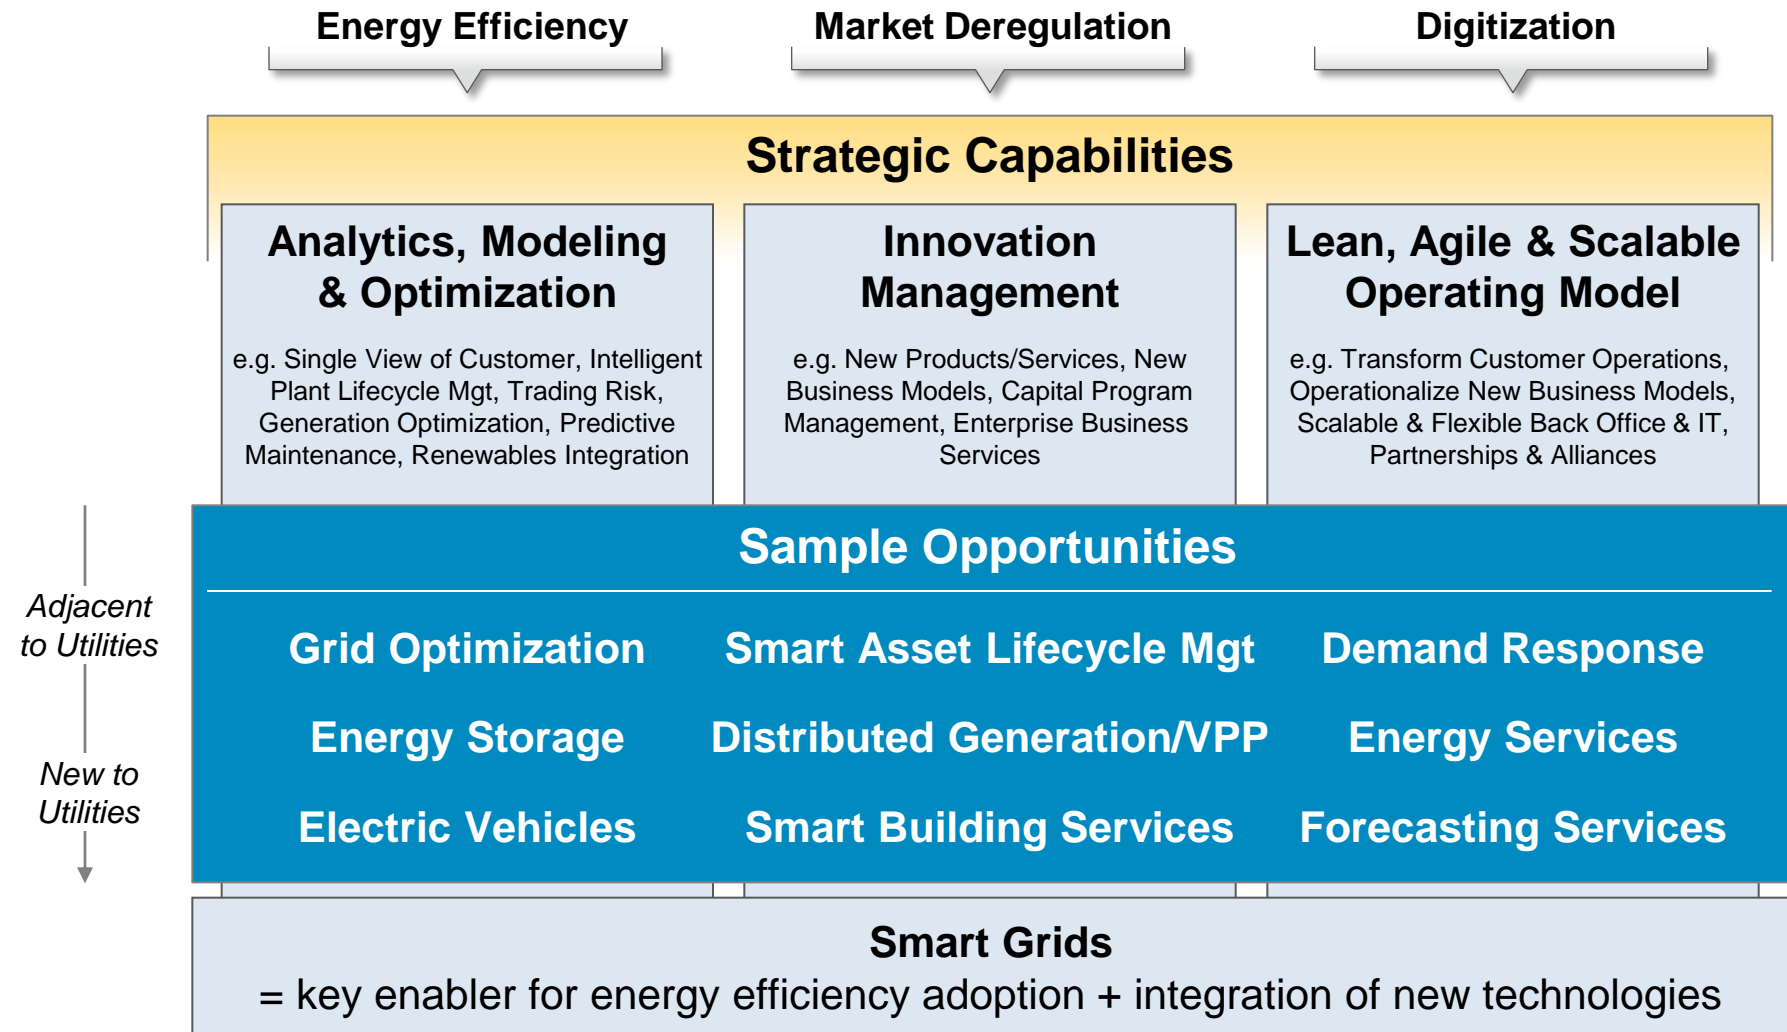 Energy Efficiency
Market Deregulation
Digitization
Strategic Capabilities
Analytics, Modeling
& Optimization
e.g. Single View of Customer, Intelligent
Plant Lifecycle Mgt, Trading Risk,
Generation Optimization, Predictive
Maintenance, Renewables Integration
Innovation
Management
e.g. New Products/Services, New
Business Models, Capital Program
Management, Enterprise Business
Services
Lean, Agile & Scalable
Operating Model
e.g. Transform Customer Operations,
Operationalize New Business Models,
Scalable & Flexible Back Office & IT,
Partnerships & Alliances
Sample Opportunities
Adjacent
to Utilities
Grid Optimization
Smart Asset Lifecycle Mgt
Demand Response
Energy Storage
Distributed Generation/VPP
Energy Services
New to
Utilities
Electric Vehicles
Smart Building Services
Forecasting Services
Smart Grids
= key enabler for energy efficiency adoption + integration of new technologies